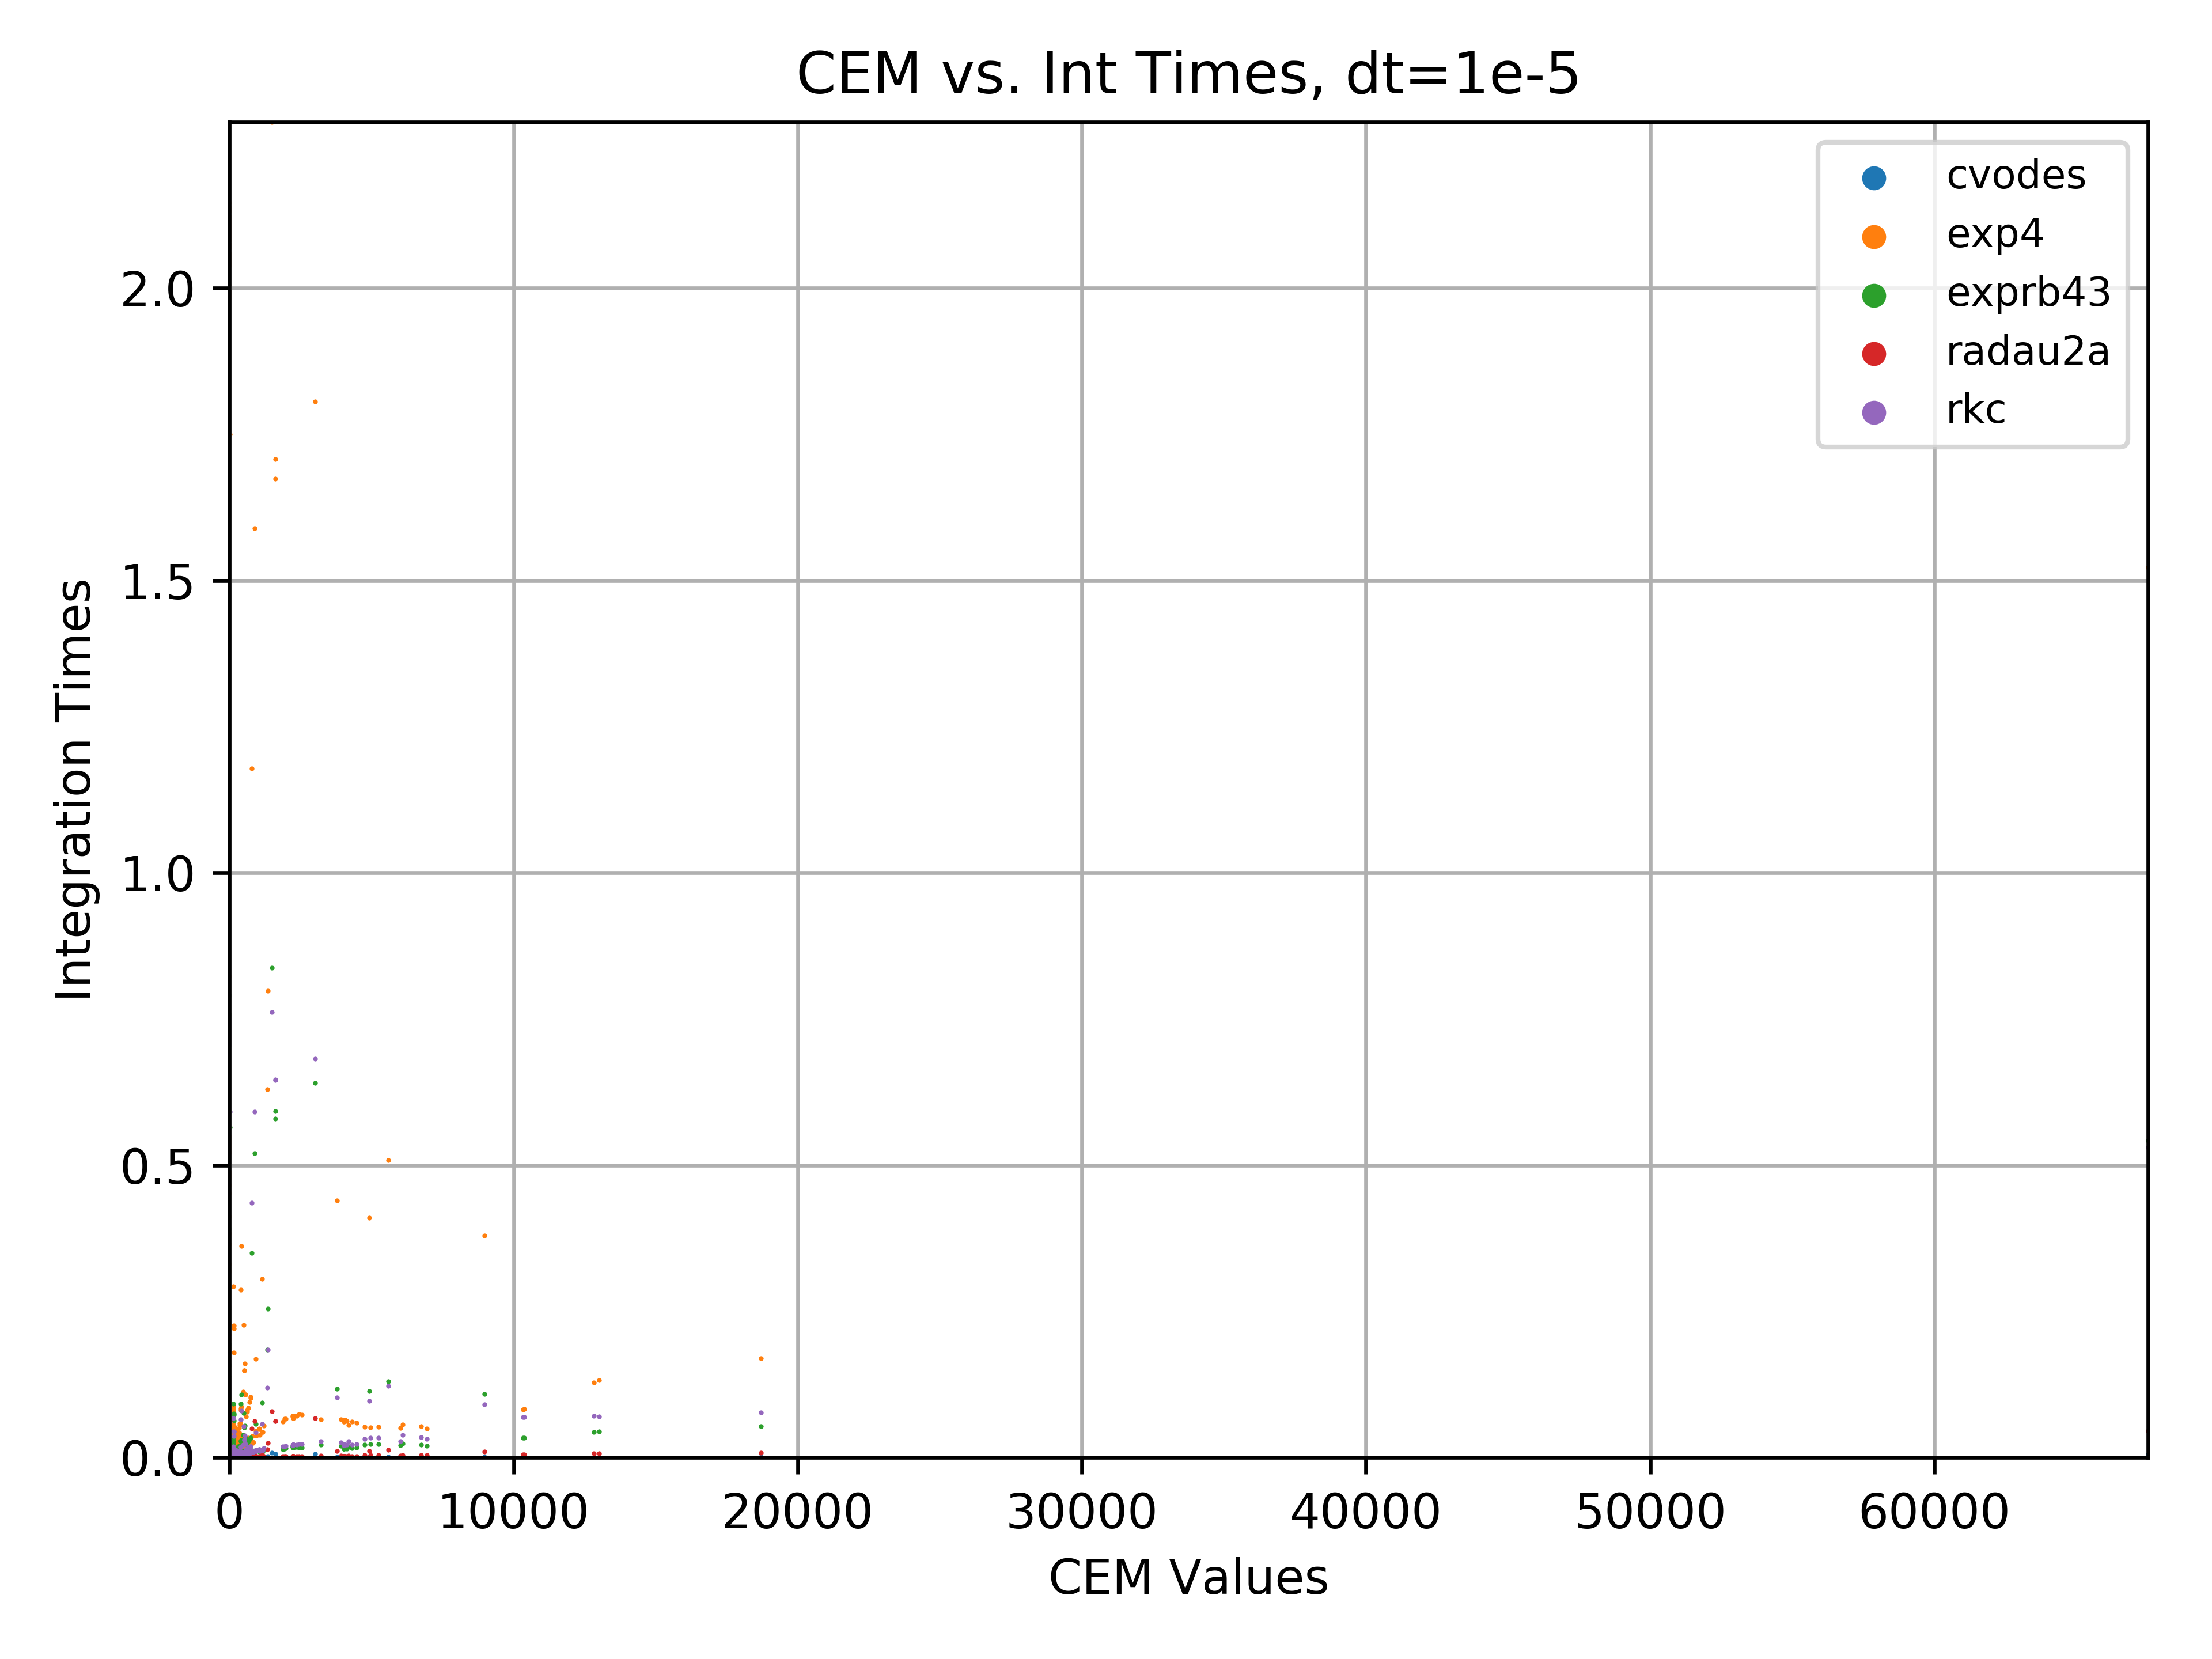 CEM vs. Int Times, dt=1e-5
Integration Times
2.0
1.5
1.0
0.5
0.0
0 10000 20000 30000 40000 50000 60000
CEM Values
cvodes
exp4
exprb43
radau2a
rkc